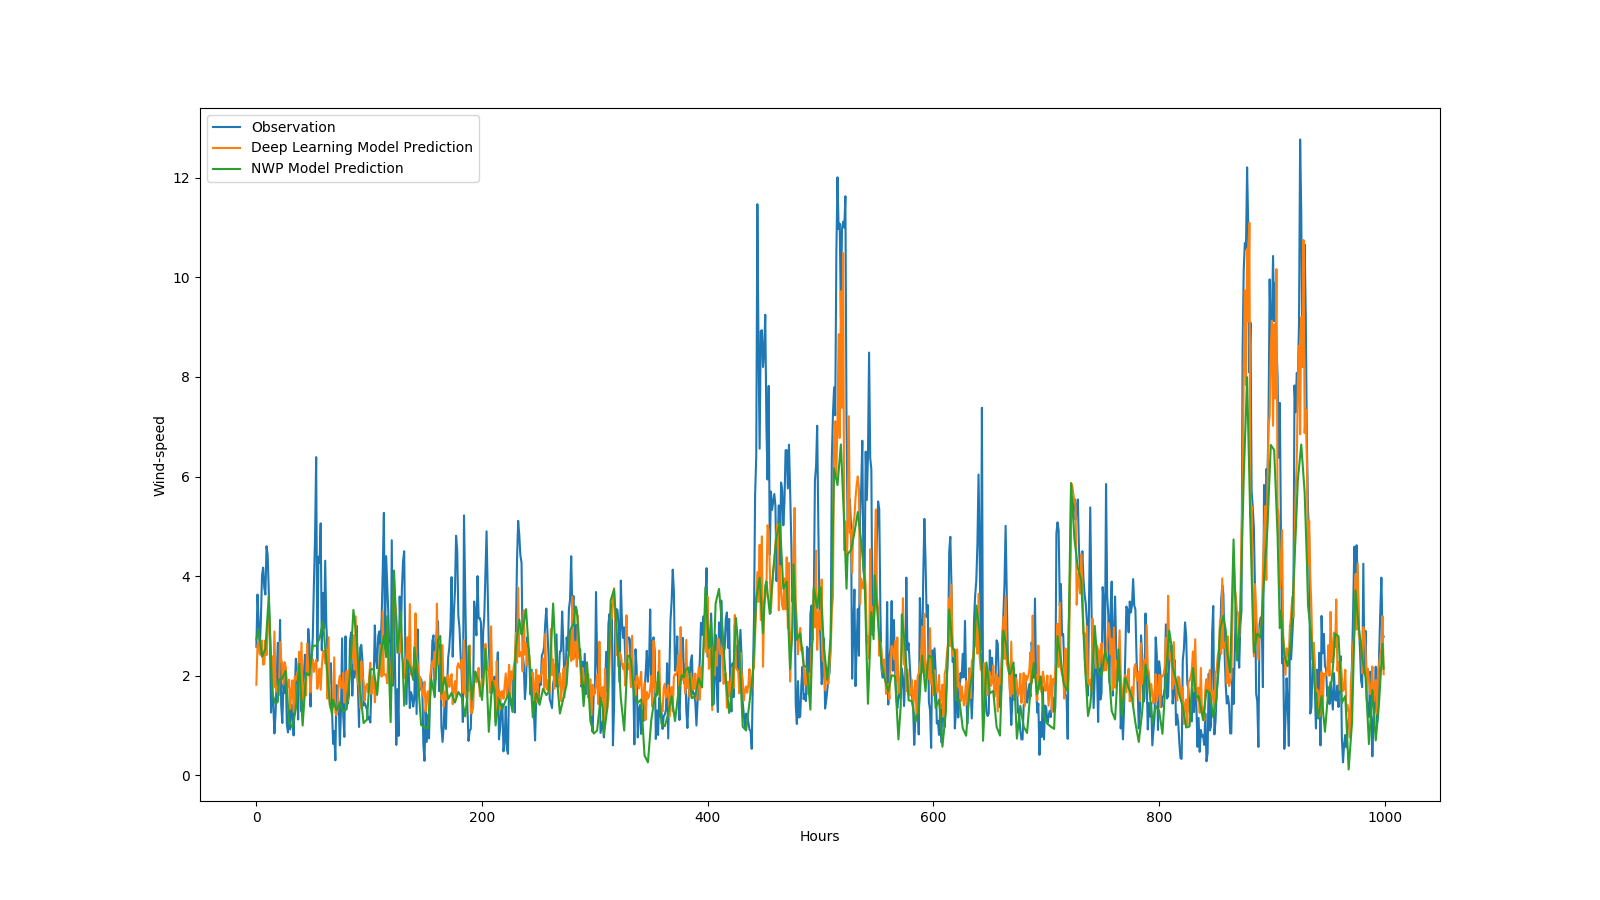 Observation
Deep Learning Model Prediction
NWP Model Prediction
12
10
8
6
4
2
0
Wind-speed
0 200 400 600 800 1000
Hours